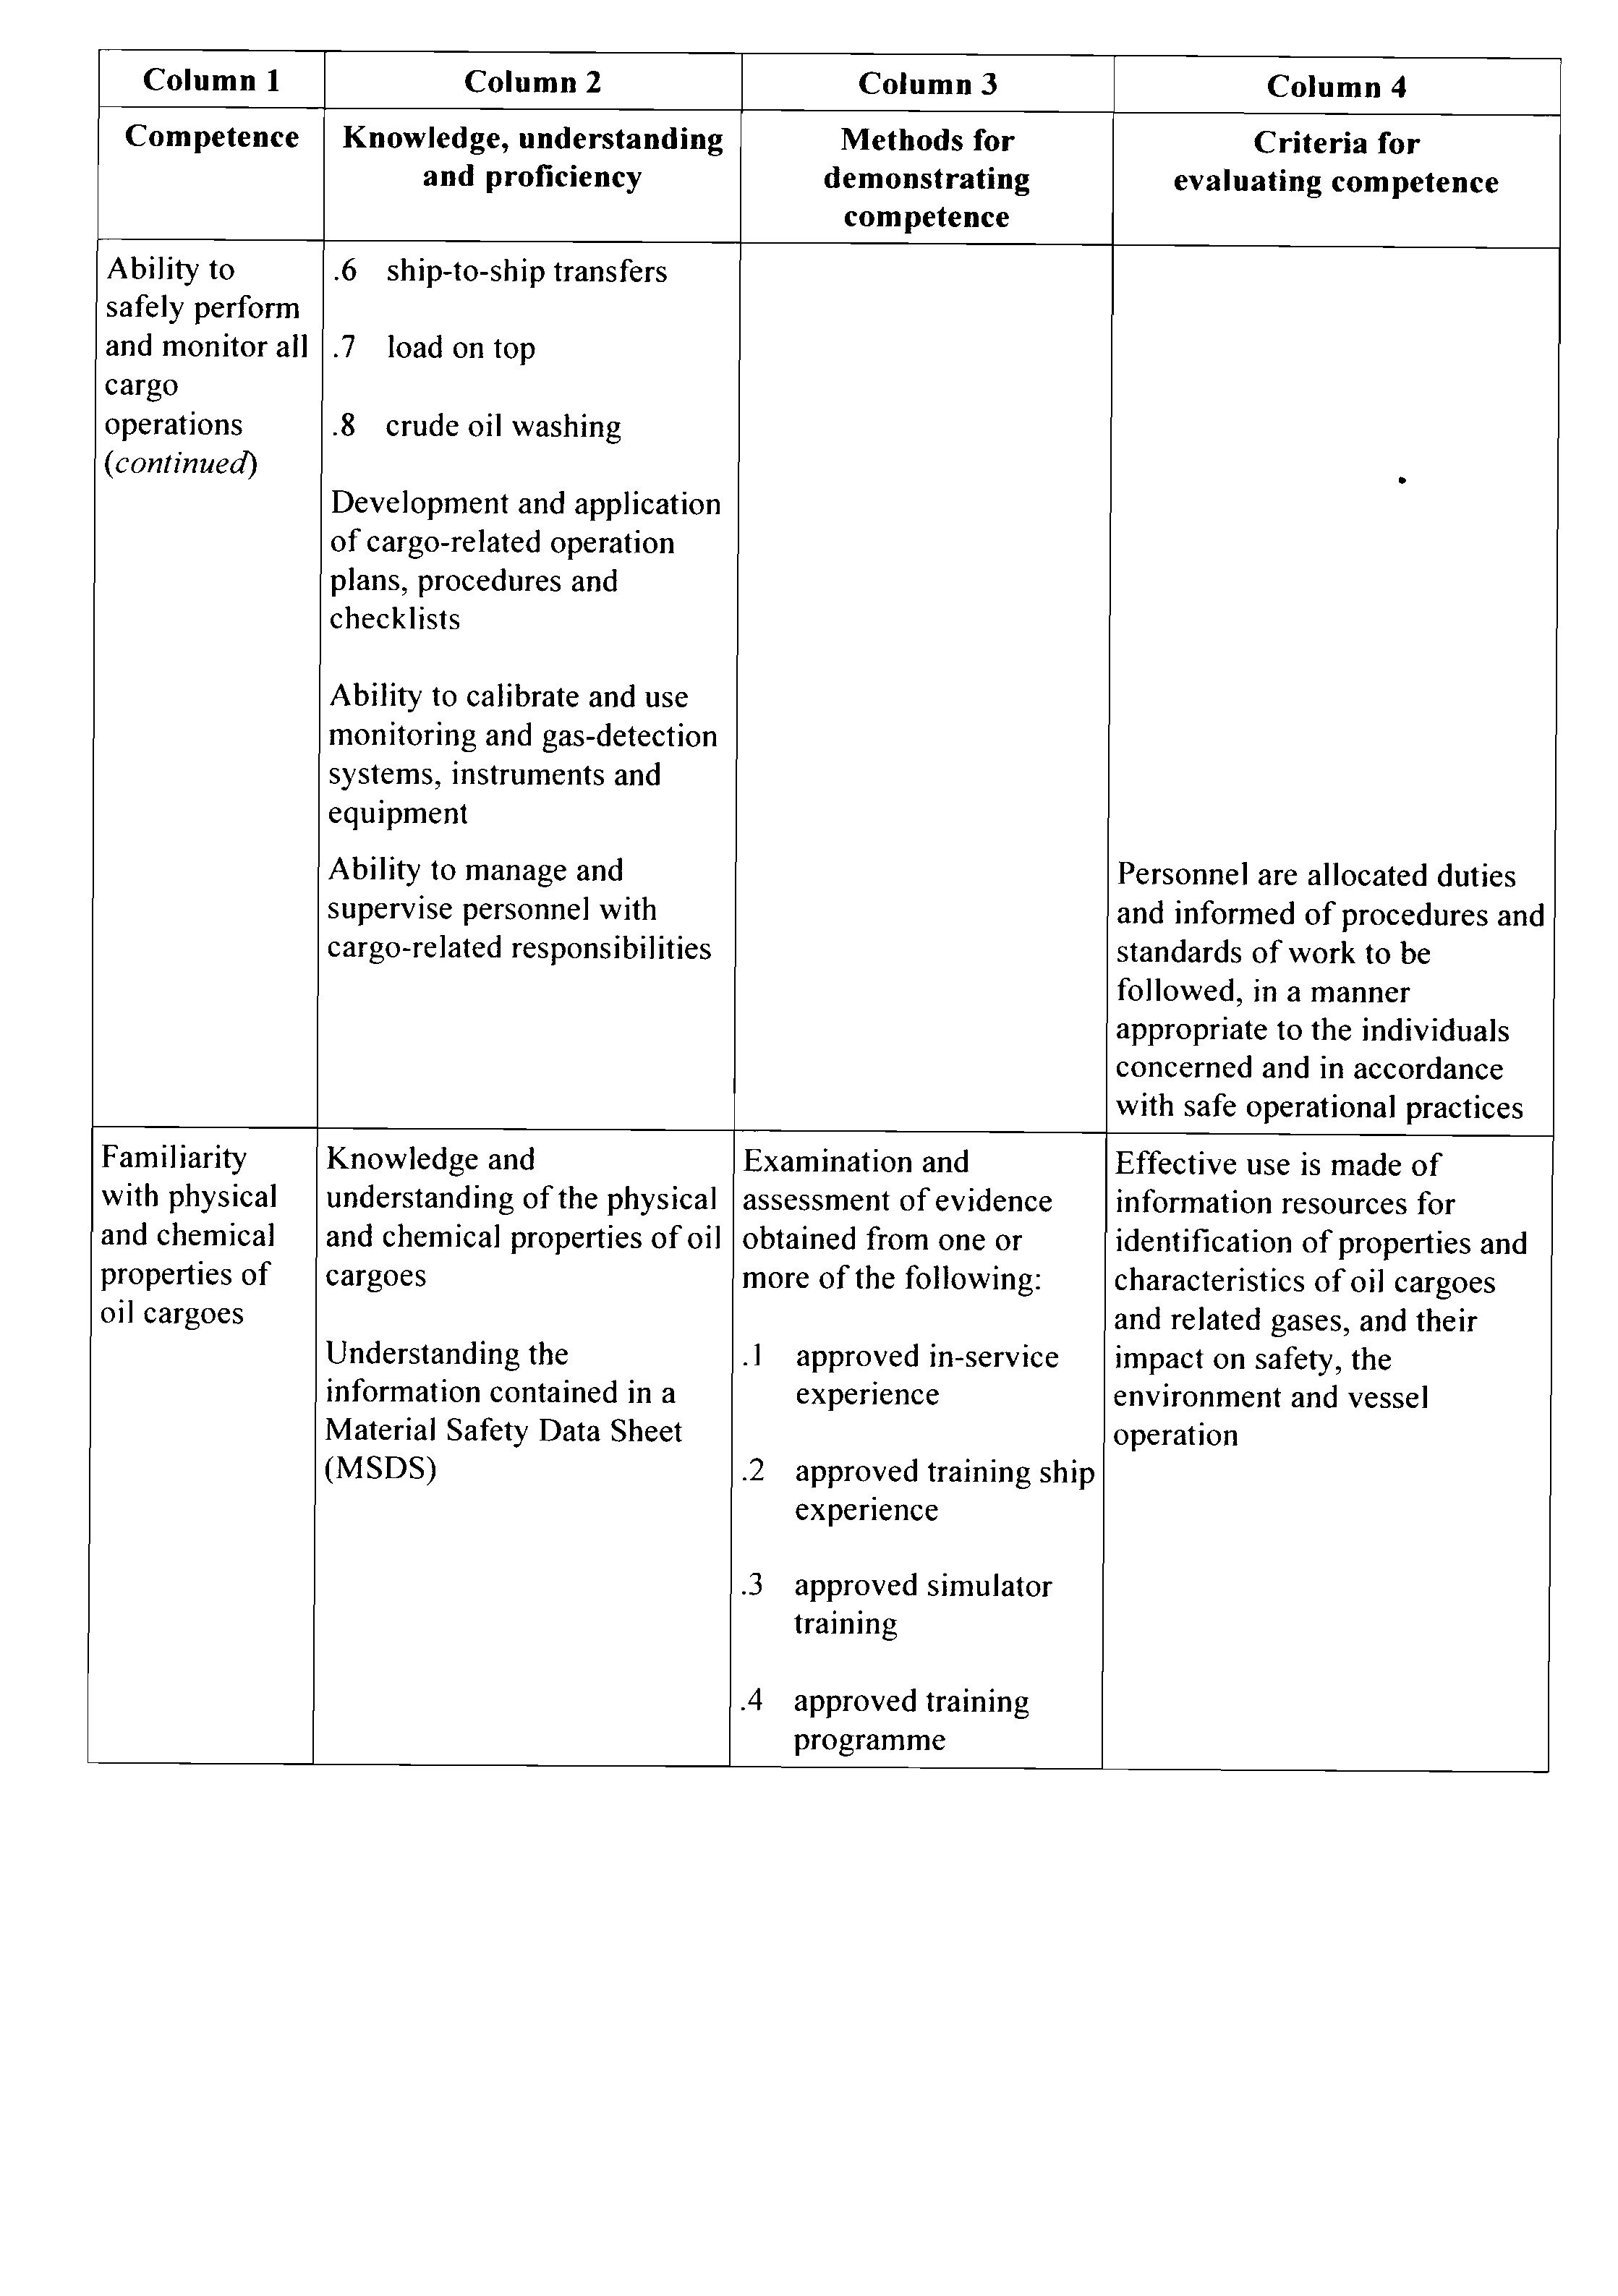 Column 1
Column 2
Column 3
Column 4
Competence
Knowledge, understanding
and proficiency
Methods for
demonstrating
competence
Criteria for
evaluating competence
Ability to
safely perform
and monitor all
cargo
operations
(continued)
.6 ship-to-ship transfers
.7 load on top
.8 crude oil washing
Development and application
of cargo-related operation
plans, procedures and
checklists
Ability to calibrate and use
monitoring and gas-detection
systems, instruments and
equipment
Ability to manage and
supervise personnel with
cargo-related responsibilities
Personnel are allocated duties
and informed of procedures and
standards of work to be
followed, in a manner
appropriate to the individuals
concerned and in accordance
with safe operational practices
Familiarity
with physical
and chemical
properties of
oil cargoes
Knowledge and
understanding of the physical
and chemical properties of oil
cargoes
Understanding the
information contained in a
Material Safety Data Sheet
(MSDS)
Examination and
assessment of evidence
obtained from one or
more of the following:
.1 approved in-service
experience
.2 approved training ship
experience
.3 approved simulator
training
.4 approved training
programme
Effective use is made of
information resources for
identification of properties and
characteristics of oil cargoes
and related gases, and their
impact on safety, the
environment and vessel
operation